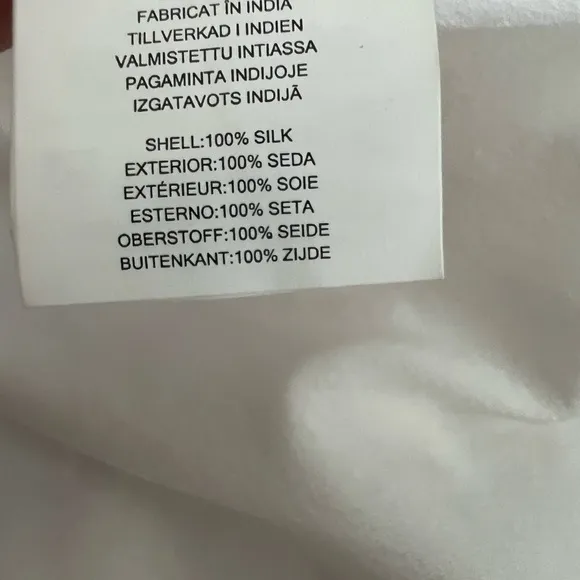 FABRICAT ÎN INDIA
TILLVERKAD I INDIEN
VALMISTETTU INTIASSA
PAGAMINTA INDIJOJE
IZGATAVOTS INDIJĀ
SHELL:100% SILK
EXTERIOR:100% SEDA
EXTÉRIEUR:100% SOIE
ESTERNO:100% SETA
OBERSTOFF:100% SEIDE
BUITENKANT:100% ZIJDE